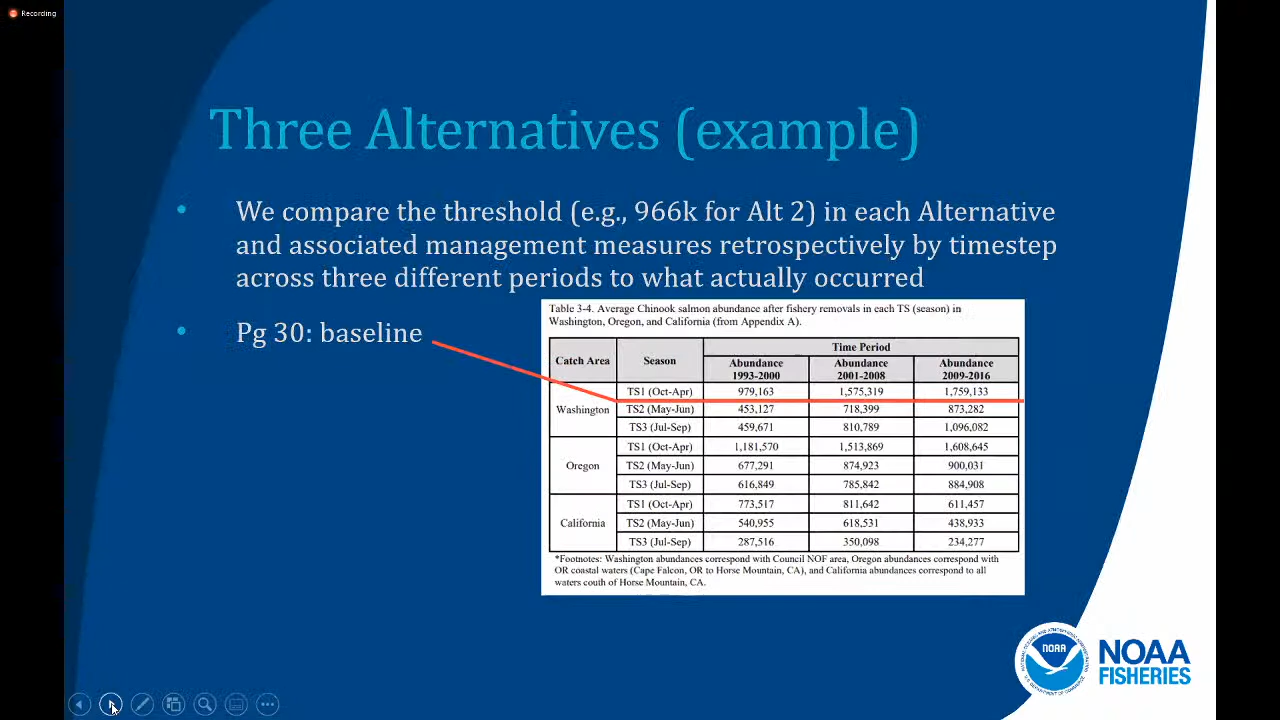 Recording
Three Alternatives (example)
• We compare the threshold (e.g., 966k for Alt 2) in each Alternative
and associated management measures retrospectively by timestep
across three different periods to what actually occurred
• Pg 30: baseline
Table 3-4. Average Chinook salmon abundance after fishery removals in each TS (season) in
Washington, Oregon, and California (from Appendix A).
Catch Area Season Time Period
Abundance 1993-2000 Abundance 2001-2008 Abundance 2009-2016
Washington TS1 (Oct-Apr) 979,163 1,575,319 1,759,133
TS2 (May-Jun) 453,127 718,399 873,282
TS3 (Jul-Sep) 459,671 810,789 1,096,082
Oregon TS1 (Oct-Apr) 1,181,570 1,513,869 1,608,645
TS2 (May-Jun) 677,291 874,923 900,031
TS3 (Jul-Sep) 616,849 785,842 884,908
California TS1 (Oct-Apr) 773,517 811,642 611,457
TS2 (May-Jun) 540,955 618,531 438,933
TS3 (Jul-Sep) 287,516 350,098 234,277
*Footnotes: Washington abundances correspond with Council NOF area, Oregon abundances correspond with
OR coastal waters (Cape Falcon, OR to Horse Mountain, CA), and California abundances correspond to all
waters couth of Horse Mountain, CA.
NOAA
NOAA
FISHERIES